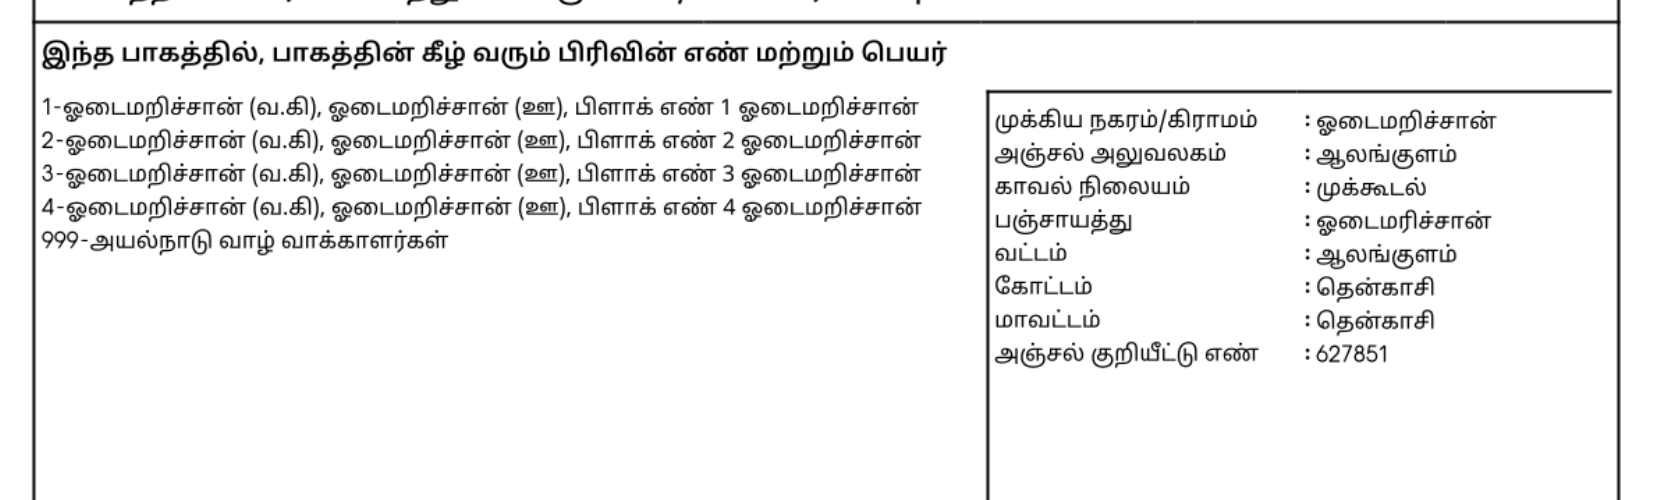 இந்த பாகத்தில், பாகத்தின் கீழ் வரும் பிரிவின் எண் மற்றும் பெயர்
1-ஓடைமறிச்சான் (வ.கி), ஓடைமறிச்சான் (ஊ), பிளாக் எண் 1 ஓடைமறிச்சான்
2-ஓடைமறிச்சான் (வ.கி), ஓடைமறிச்சான் (ஊ), பிளாக் எண் 2 ஓடைமறிச்சான்
3-ஓடைமறிச்சான் (வ.கி), ஓடைமறிச்சான் (ஊ), பிளாக் எண் 3 ஓடைமறிச்சான்
4-ஓடைமறிச்சான் (வ.கி), ஓடைமறிச்சான் (ஊ), பிளாக் எண் 4 ஓடைமறிச்சான்
999-அயல்நாடு வாழ் வாக்காளர்கள்
முக்கிய நகரம்/கிராமம் : ஓடைமறிச்சான்
அஞ்சல் அலுவலகம் : ஆலங்குளம்
காவல் நிலையம் : முக்கூடல்
பஞ்சாயத்து : ஓடைமரிச்சான்
வட்டம் : ஆலங்குளம்
கோட்டம் : தென்காசி
மாவட்டம் : தென்காசி
அஞ்சல் குறியீட்டு எண் : 627851